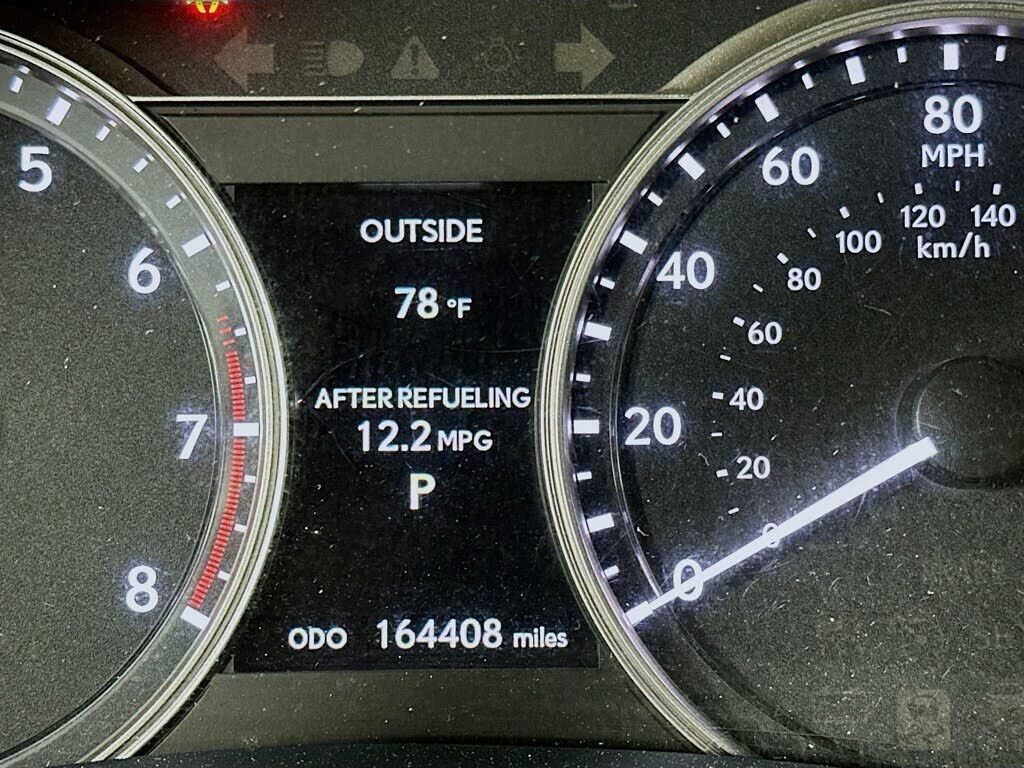 5
6
7
8
OUTSIDE
78 °F
AFTER REFUELING
12.2 MPG
P
ODO 164408 miles
80
MPH
60
40
20
0
140
120
km/h
100
80
60
40
20
0